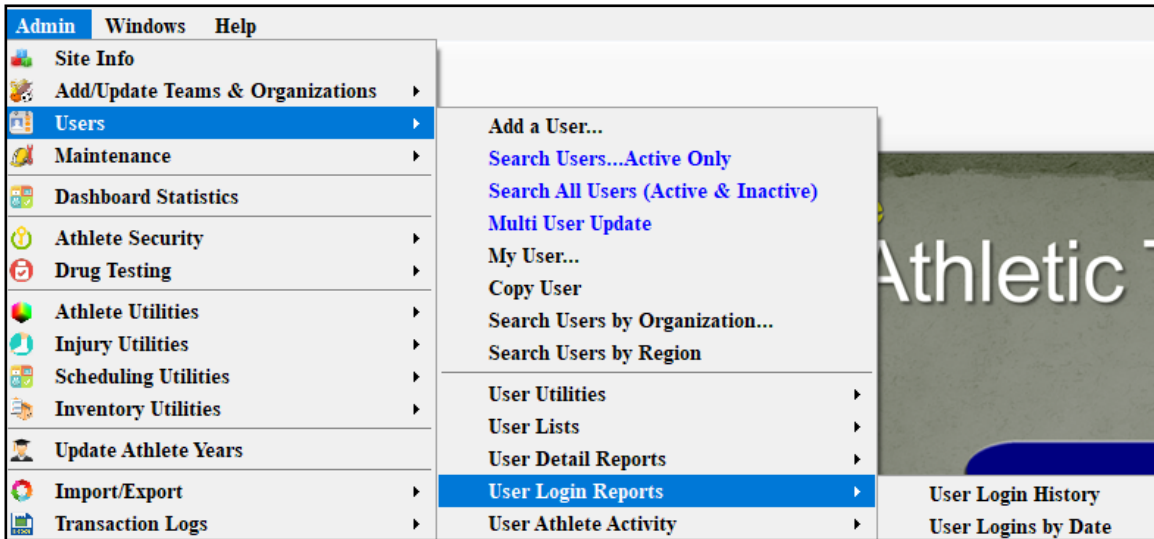 Admin Windows Help
Site Info
Add/Update Teams & Organizations
Users
Maintenance
Dashboard Statistics
Athlete Security
Drug Testing
Athlete Utilities
Injury Utilities
Scheduling Utilities
Inventory Utilities
Update Athlete Years
Import/Export
Transaction Logs
Add a User...
Search Users...Active Only
Search All Users (Active & Inactive)
Multi User Update
My User...
Copy User
Search Users by Organization...
Search Users by Region
User Utilities
User Lists
User Detail Reports
User Login Reports
User Athlete Activity
User Login History
User Logins by Date
Athletic